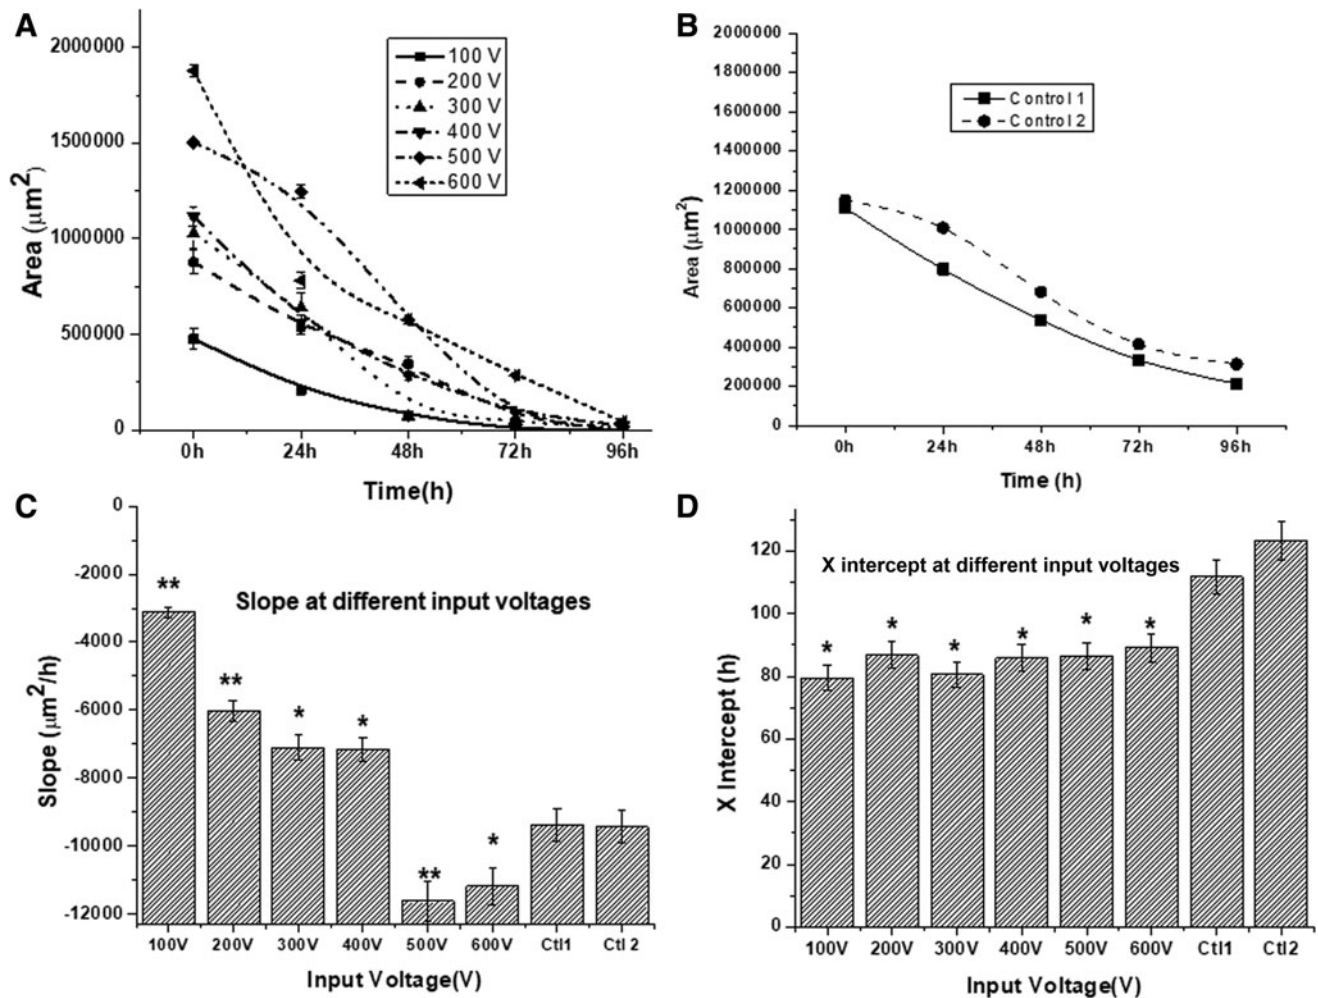 A
2000000
1500000
1000000
500000
0
Area (μm2)
100 V
200 V
300 V
400 V
500 V
600 V
0h 24h 48h 72h 96h
Time(h)
B
2000000
1800000
1600000
1400000
1200000
1000000
800000
600000
400000
200000
0
Area (μm2)
Control 1
Control 2
0h 24h 48h 72h 96h
Time (h)
C
0
-2000
-4000
-6000
-8000
-10000
-12000
Slope (μm2/h)
Slope at different input voltages
** ** * * ** *
100V 200V 300V 400V 500V 600V Ctl1 Ctl 2
Input Voltage(V)
D
120
100
80
60
40
20
0
X Intercept (h)
X intercept at different input voltages
* * * * * *
100V 200V 300V 400V 500V 600V Ctl1 Ctl2
Input Voltage(V)